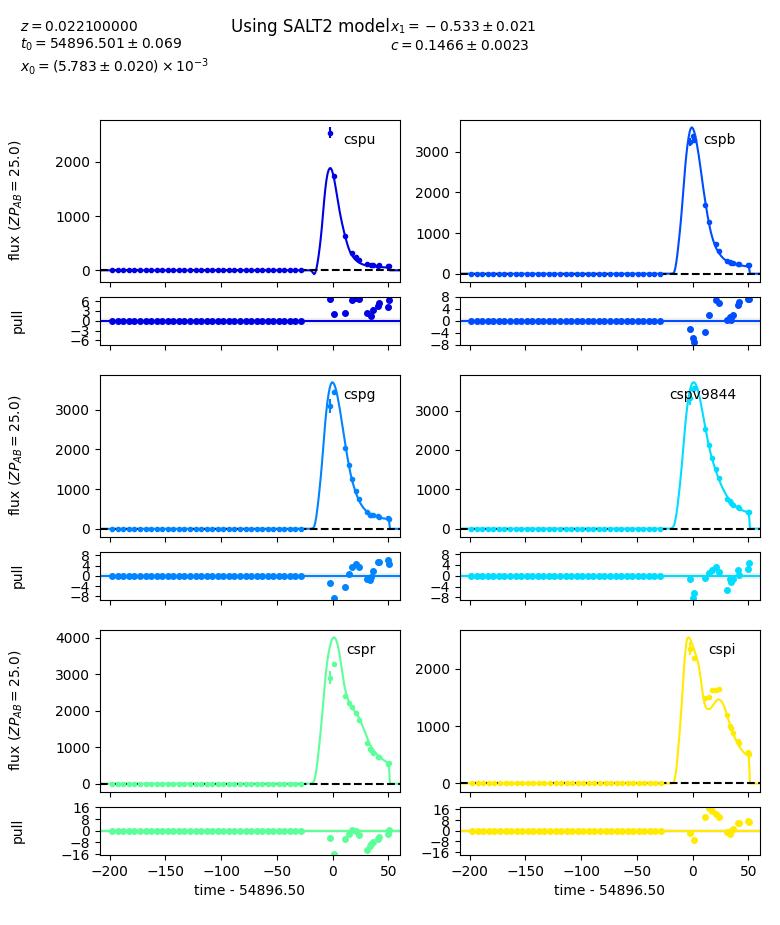 z = 0.022100000
t₀ = 54896.501 ± 0.069
x₀ = (5.783 ± 0.020) × 10⁻³
Using SALT2 model
x₁ = −0.533 ± 0.021
c = 0.1466 ± 0.0023
flux (ZP_AB = 25.0)
2000
1000
0
cspu
3000
2000
1000
0
cspb
pull
6
3
0
−3
−6
8
4
0
−4
−8
flux (ZP_AB = 25.0)
3000
2000
1000
0
cspg
3000
2000
1000
0
cspv9844
pull
8
4
0
−4
−8
8
4
0
−4
−8
flux (ZP_AB = 25.0)
4000
3000
2000
1000
0
cspr
2000
1000
0
cspi
pull
16
8
0
−8
−16
16
8
0
−8
−16
−200 −150 −100 −50 0 50
−200 −150 −100 −50 0 50
time - 54896.50
time - 54896.50